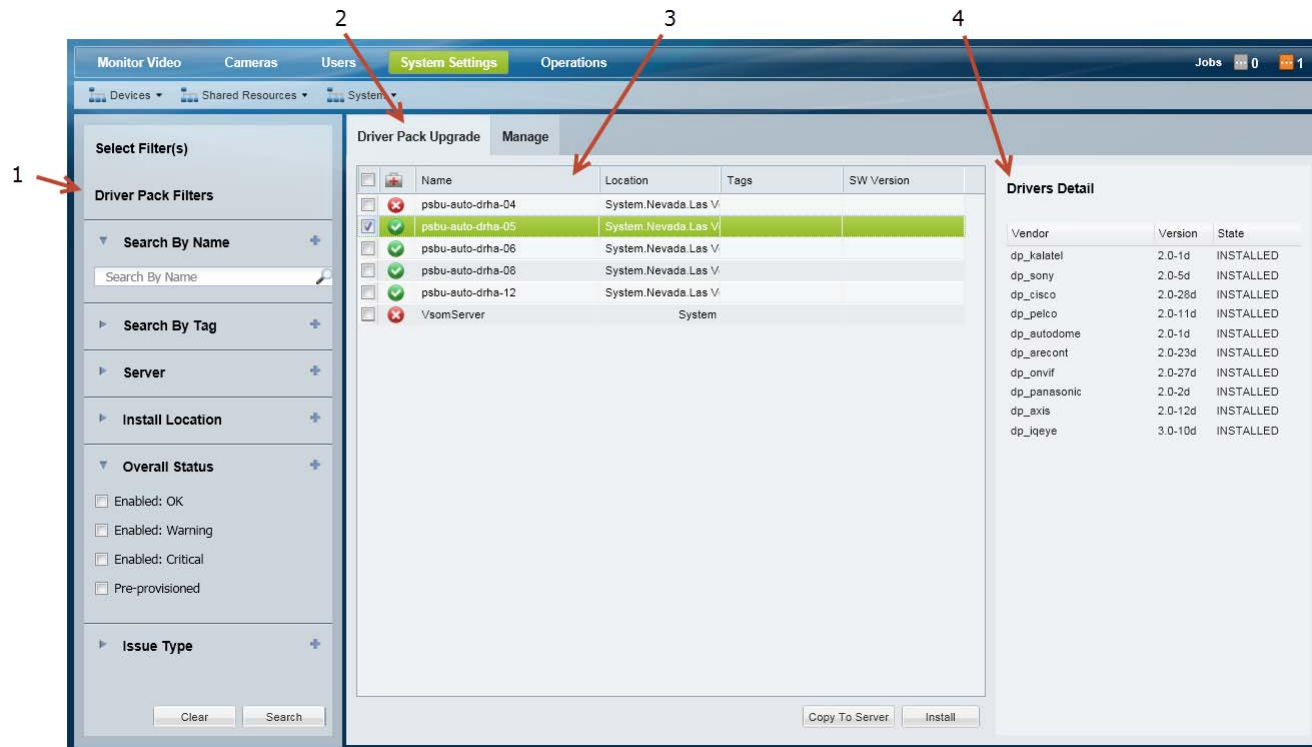 2 3 4
Monitor Video Cameras Users System Settings Operations Jobs 0 1
Devices Shared Resources System
1
Select Filter(s)
Driver Pack Filters
Search By Name
Search By Name
Search By Tag
Server
Install Location
Overall Status
Enabled: OK
Enabled: Warning
Enabled: Critical
Pre-provisioned
Issue Type
Clear Search
Driver Pack Upgrade Manage
Name Location Tags SW Version
psbu-auto-drha-04 System.Nevada.Las V
psbu-auto-drha-05 System.Nevada.Las V
psbu-auto-drha-06 System.Nevada.Las V
psbu-auto-drha-08 System.Nevada.Las V
psbu-auto-drha-12 System.Nevada.Las V
VsomServer System
Copy To Server Install
Drivers Detail
Vendor Version State
dp_kalatel 2.0-1d INSTALLED
dp_sony 2.0-5d INSTALLED
dp_cisco 2.0-28d INSTALLED
dp_pelco 2.0-11d INSTALLED
dp_autodome 2.0-1d INSTALLED
dp_arecont 2.0-23d INSTALLED
dp_onvif 2.0-27d INSTALLED
dp_panasonic 2.0-2d INSTALLED
dp_axis 2.0-12d INSTALLED
dp_iqeye 3.0-10d INSTALLED